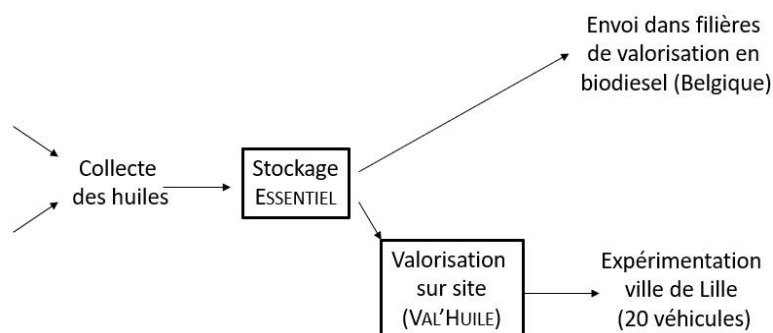 Envoi dans filières
de valorisation en
biodiesel (Belgique)
Collecte
des huiles
Stockage
ESSENTIEL
Valorisation
sur site
(VAL'HUILE)
Expérimentation
ville de Lille
(20 véhicules)